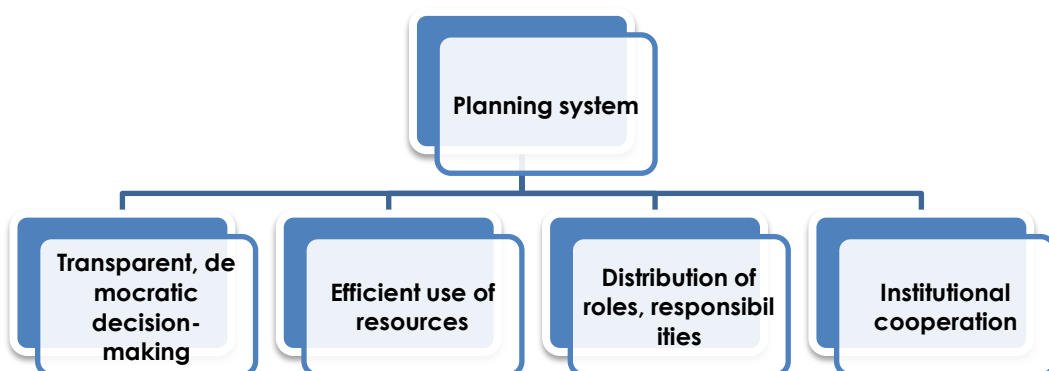 Planning system
Transparent, de
mocratic
decision-
making
Efficient use of
resources
Distribution of
roles, responsibil
ities
Institutional
cooperation